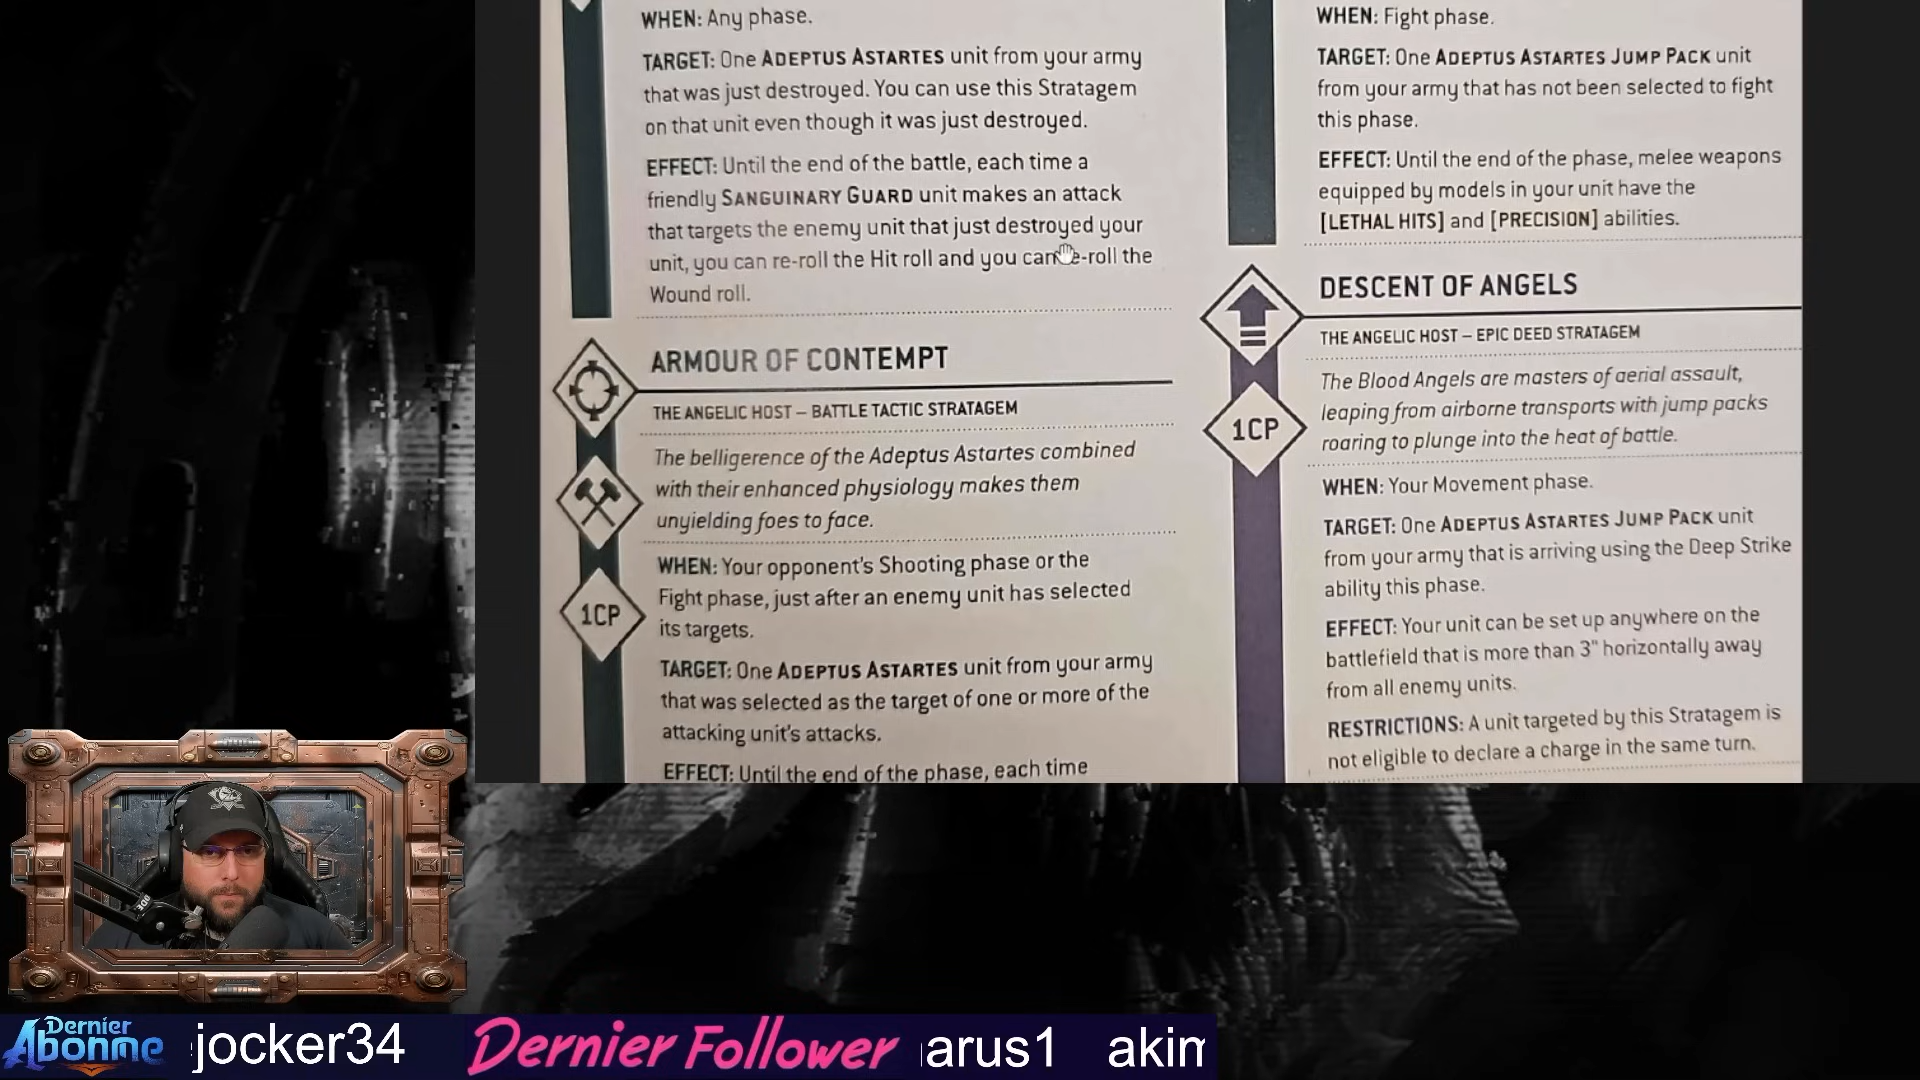 WHEN: Any phase.
TARGET: One ADEPTUS ASTARTES unit from your army
that was just destroyed. You can use this Stratagem
on that unit even though it was just destroyed.
EFFECT: Until the end of the battle, each time a
friendly SANGUINARY GUARD unit makes an attack
that targets the enemy unit that just destroyed your
unit, you can re-roll the Hit roll and you can re-roll the
Wound roll.
ARMOUR OF CONTEMPT
THE ANGELIC HOST – BATTLE TACTIC STRATAGEM
The belligerence of the Adeptus Astartes combined
with their enhanced physiology makes them
unyielding foes to face.
1CP
WHEN: Your opponent's Shooting phase or the
Fight phase, just after an enemy unit has selected
its targets.
TARGET: One ADEPTUS ASTARTES unit from your army
that was selected as the target of one or more of the
attacking unit's attacks.
EFFECT: Until the end of the phase, each time
WHEN: Fight phase.
TARGET: One ADEPTUS ASTARTES JUMP PACK unit
from your army that has not been selected to fight
this phase.
EFFECT: Until the end of the phase, melee weapons
equipped by models in your unit have the
[LETHAL HITS] and [PRECISION] abilities.
DESCENT OF ANGELS
THE ANGELIC HOST – EPIC DEED STRATAGEM
The Blood Angels are masters of aerial assault,
leaping from airborne transports with jump packs
roaring to plunge into the heat of battle.
1CP
WHEN: Your Movement phase.
TARGET: One ADEPTUS ASTARTES JUMP PACK unit
from your army that is arriving using the Deep Strike
ability this phase.
EFFECT: Your unit can be set up anywhere on the
battlefield that is more than 3" horizontally away
from all enemy units.
RESTRICTIONS: A unit targeted by this Stratagem is
not eligible to declare a charge in the same turn.
Dernier
Abonné
jocker34
Dernier Follower
arus1
akim